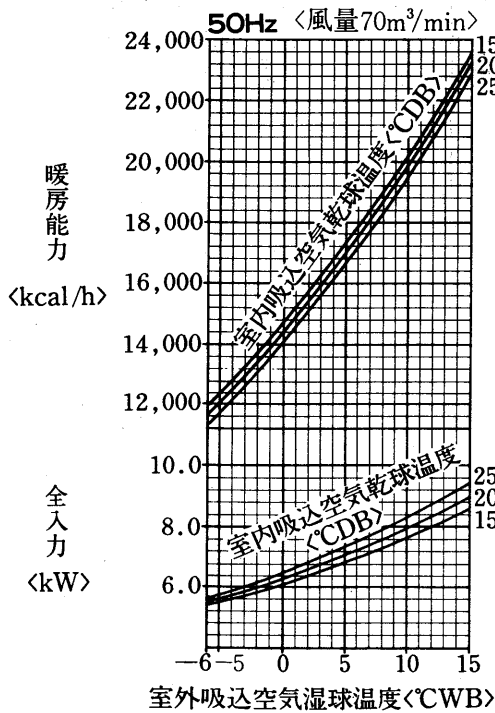 50Hz 〈風量70m³/min〉
24,000
22,000
20,000
18,000
16,000
14,000
12,000
10.0
8.0
6.0
暖房能力
〈kcal/h〉
全入力
〈kW〉
15
20
25
室内吸込空気乾球温度〈℃DB〉
室内吸込空気乾球温度
〈℃DB〉
25
20
15
−6 −5 0 5 10 15
室外吸込空気湿球温度〈℃WB〉